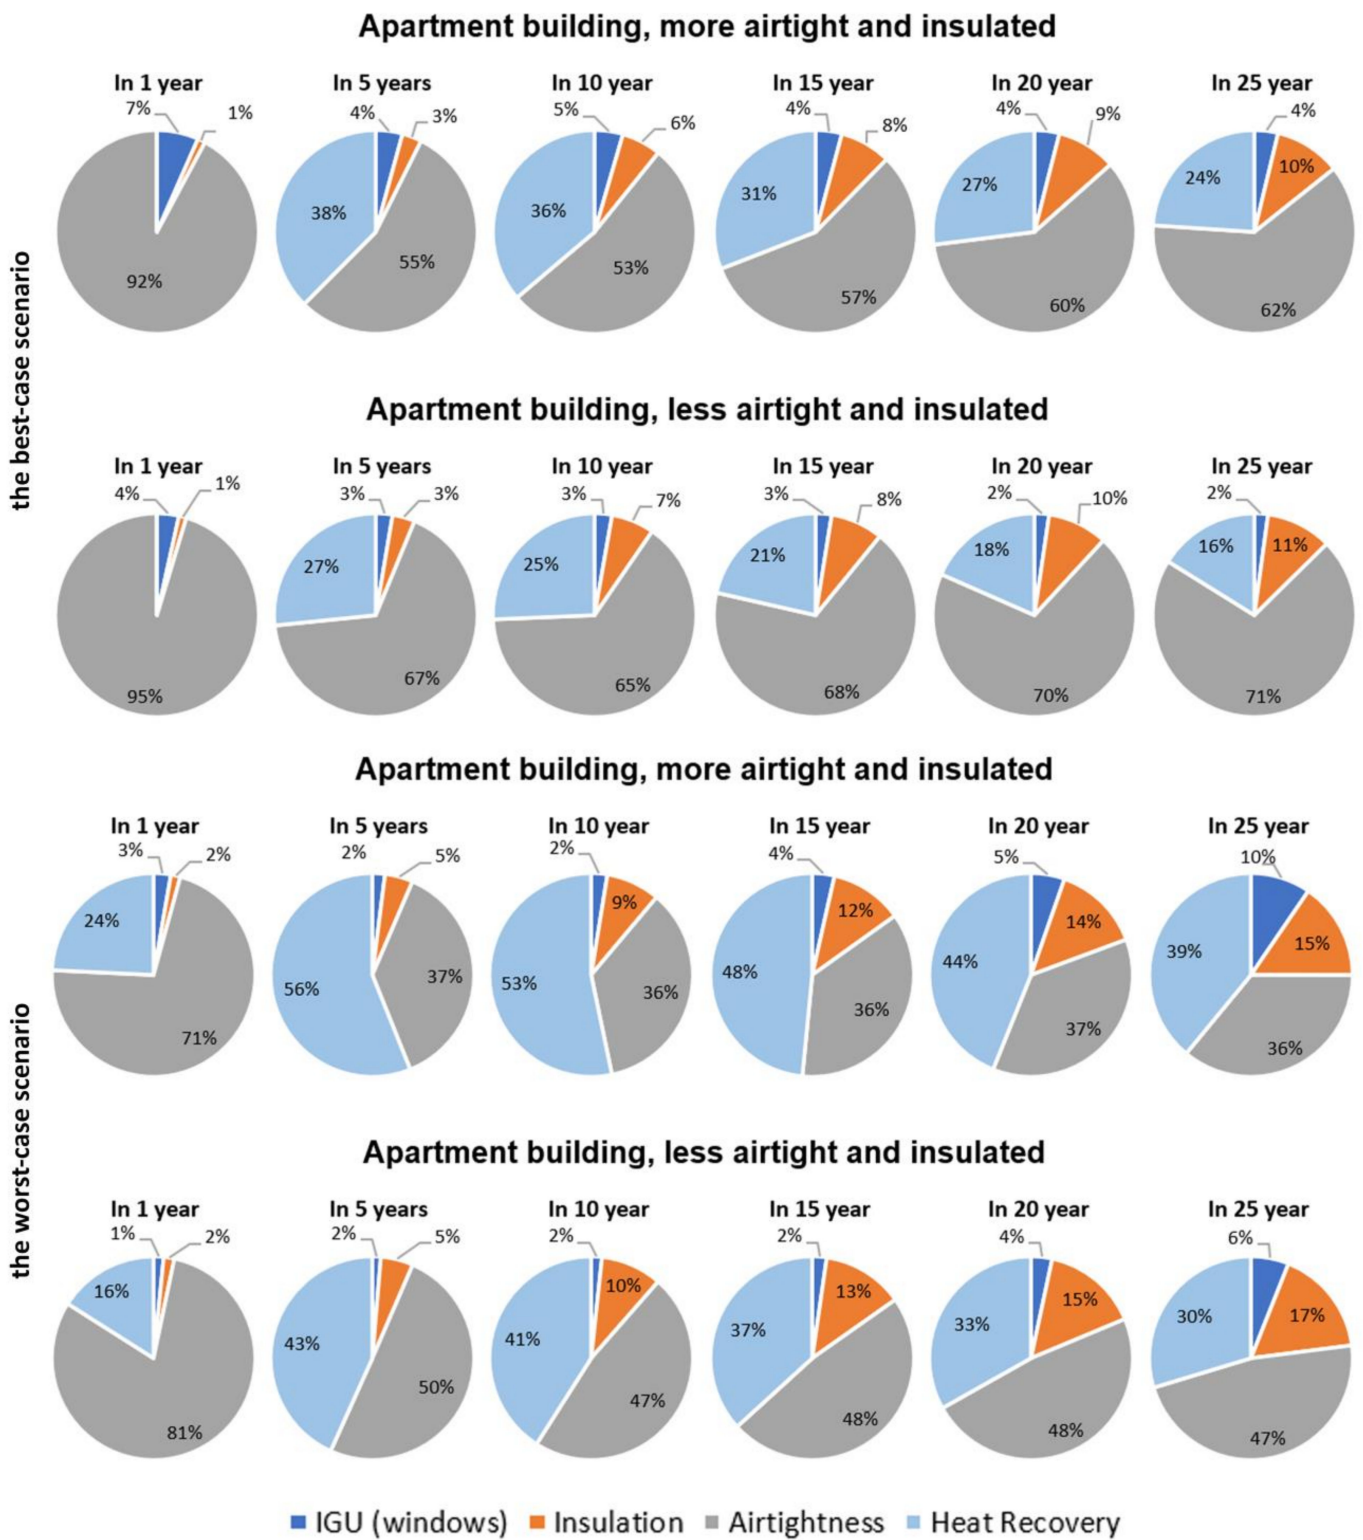 Apartment building, more airtight and insulated
In 1 year In 5 years In 10 year In 15 year In 20 year In 25 year
7% 1% 4% 3% 5% 6% 4% 8% 4% 9% 4%
10%
38% 36% 31% 27% 24%
92% 55% 53% 57% 60% 62%
the best-case scenario
Apartment building, less airtight and insulated
In 1 year In 5 years In 10 year In 15 year In 20 year In 25 year
4% 1% 3% 3% 3% 7% 3% 8% 2% 10% 2%
27% 25% 21% 18% 16% 11%
95% 67% 65% 68% 70% 71%
Apartment building, more airtight and insulated
In 1 year In 5 years In 10 year In 15 year In 20 year In 25 year
3% 2% 2% 5% 2% 4% 5% 10%
24% 9% 12% 14% 15%
56% 37% 53% 36% 48% 36% 44% 37% 39% 36%
71%
the worst-case scenario
Apartment building, less airtight and insulated
In 1 year In 5 years In 10 year In 15 year In 20 year In 25 year
1% 2% 2% 5% 2% 2% 4% 6%
16% 10% 13% 15% 17%
43% 41% 37% 33% 30%
81% 50% 47% 48% 48% 47%
IGU (windows) Insulation Airtightness Heat Recovery